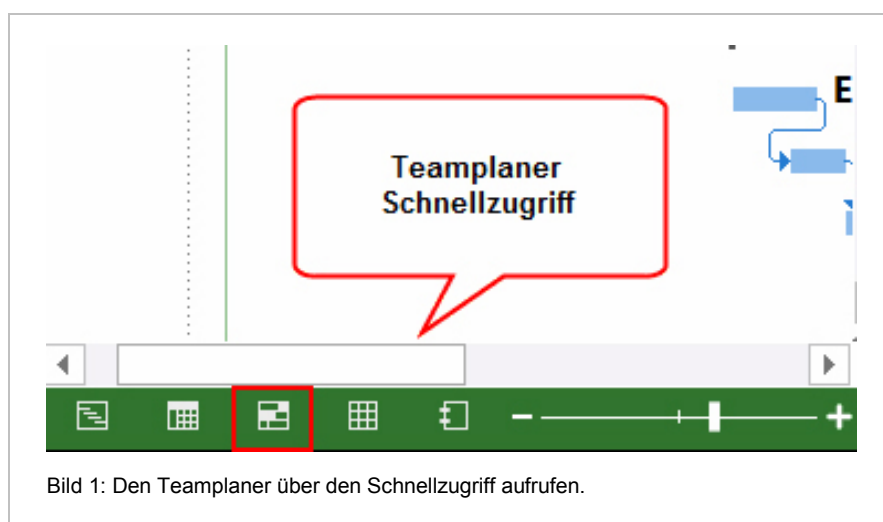 E
Teamplaner
Schnellzugriff
Bild 1: Den Teamplaner über den Schnellzugriff aufrufen.